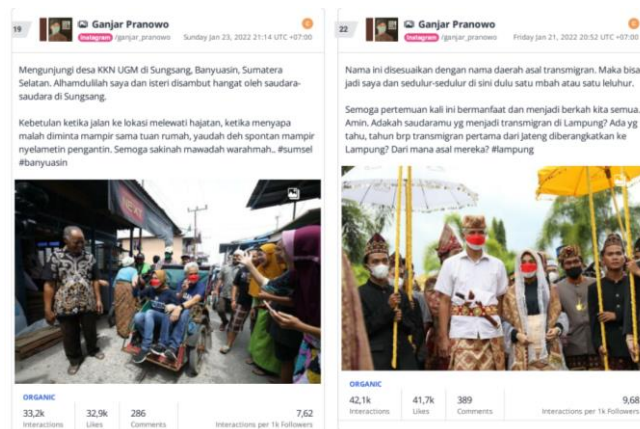 19
Ganjar Pranowo
Instagram /ganjar_pranowo Sunday Jan 23, 2022 21:14 UTC +07:00
Mengunjungi desa KKN UGM di Sungsang, Banyuasin, Sumatera
Selatan. Alhamdulilah saya dan isteri disambut hangat oleh saudara-
saudara di Sungsang.
Kebetulan ketika jalan ke lokasi melewati hajatan, ketika menyapa
malah diminta mampir sama tuan rumah, yaudah deh spontan mampir
nyelametin pengantin. Semoga sakinah mawadah warahmah.. #sumsel
#banyuasin
NEXT
ORGANIC
33,2k 32,9k 286 7,62
Interactions Likes Comments Interactions per 1k Followers
22
Ganjar Pranowo
Instagram /ganjar_pranowo Friday Jan 21, 2022 20:52 UTC +07:00
Nama ini disesuaikan dengan nama daerah asal transmigran. Maka bisa
jadi saya dan sedulur-sedulur di sini dulu satu mbah atau satu leluhur.
Semoga pertemuan kali ini bermanfaat dan menjadi berkah kita semua.
Amin. Adakah saudaramu yg menjadi transmigran di Lampung? Ada yg
tahu, tahun brp transmigran pertama dari Jateng diberangkatkan ke
Lampung? Dari mana asal mereka? #lampung
ORGANIC
42,1k 41,7k 389 9,68
Interactions Likes Comments Interactions per 1k Followers